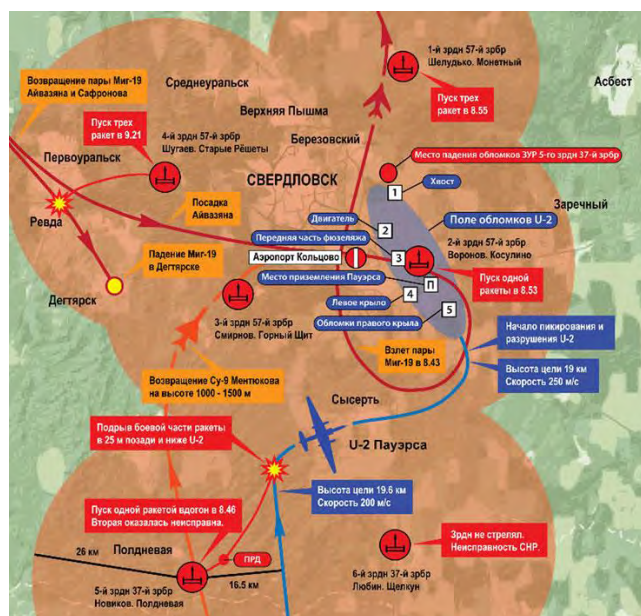 1-й зрдн 57-й зрбр
Шелудько. Монетный
Возвращение пары Миг-19
Айвазяна и Сафронова
Среднеуральск
Пуск трех
ракет в 8.55
Асбест
Верхняя Пышма
Пуск трех
ракет в 9.21
4-й зрдн 57-й зрбр
Шугаев. Старые Рёшеты
Березовский
Первоуральск
Место падения обломков ЗУР 5-го зрдн 37-й зрбр
СВЕРДЛОВСК
1
Хвост
Заречный
Посадка
Айвазяна
Ревда
Двигатель
2
Поле обломков U-2
Передняя часть фюзеляжа
2-й зрдн 57-й зрбр
Воронов. Косулино
Аэропорт Кольцово
3
Падение Миг-19
в Дегтярске
Место приземления Пауэрса
П
Пуск одной
ракеты в 8.53
Дегтярск
Левое крыло
4
3-й зрдн 57-й зрбр
Смирнов. Горный Щит
Обломки правого крыла
5
Начало пикирования и
разрушения U-2
Взлет пары
Миг-19 в 8.43
Возвращение Су-9 Ментюкова
на высоте 1000 - 1500 м
Высота цели 19 км
Скорость 250 м/с
Сысерть
Подрыв боевой части ракеты
в 25 м позади и ниже U-2
U-2 Пауэрса
Пуск одной ракетой вдогон в 8.46
Вторая оказалась неисправна.
Высота цели 19.6 км
Скорость 200 м/с
Зрдн не стрелял.
Неисправность СНР.
26 км
Полдневая
ПРД
16.5 км
5-й зрдн 37-й зрбр
Новиков. Полдневая
6-й зрдн 37-й зрбр
Любин. Щелкун